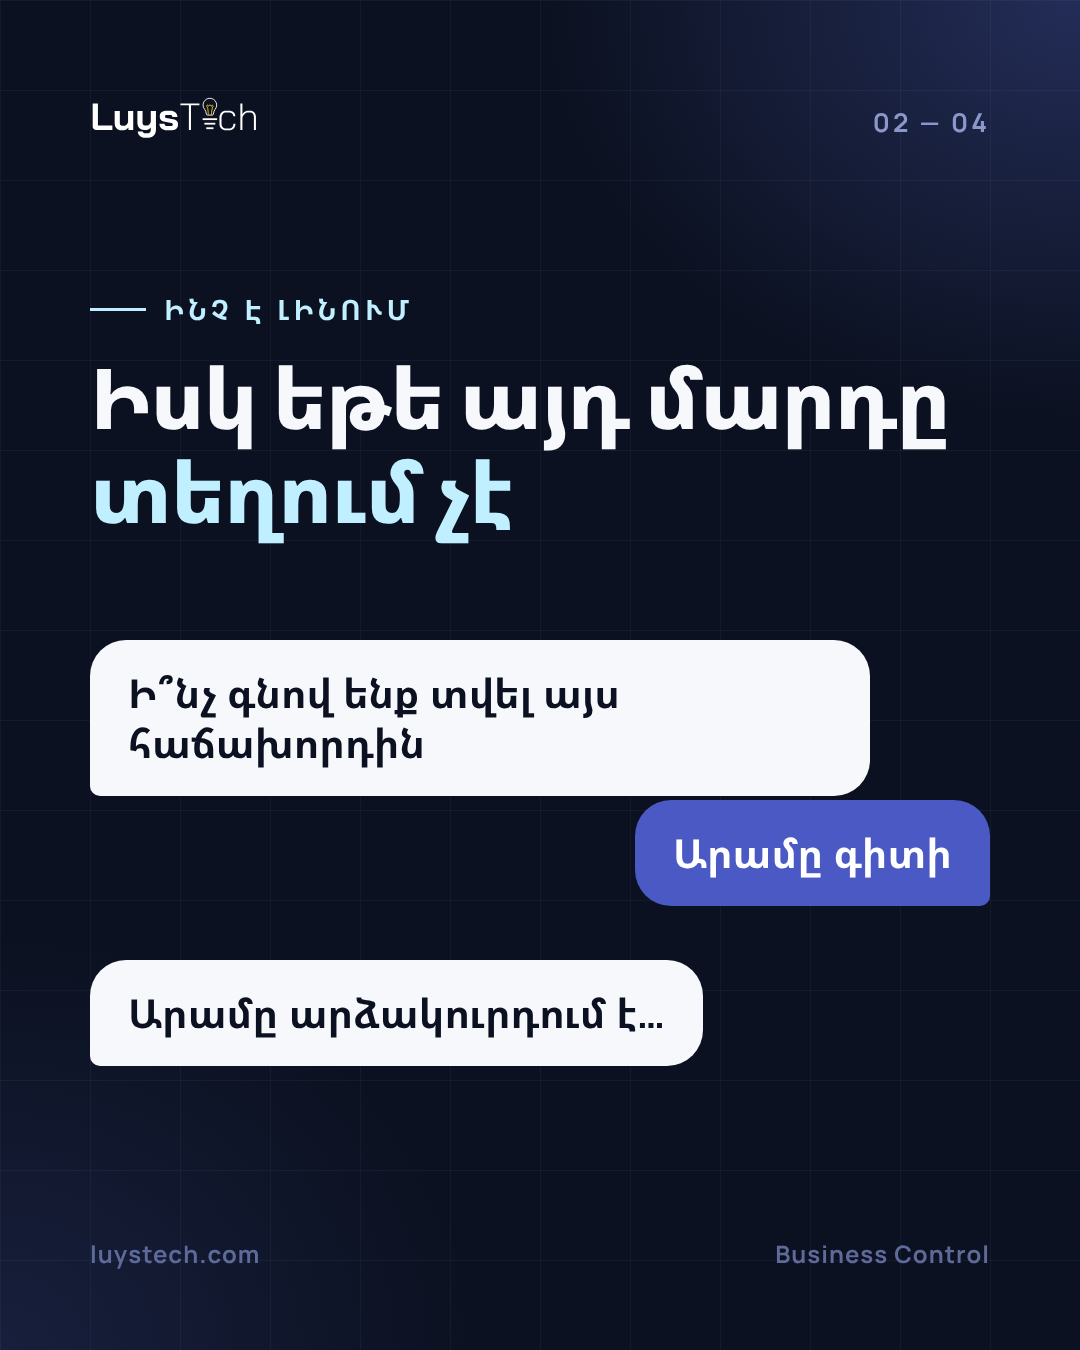 LuysTech
02 — 04
ԻՆՉ Է ԼԻՆՈՒՄ
Իսկ եթե այդ մարդը
տեղում չէ
Ի՞նչ գնով ենք տվել այս
հաճախորդին
Արամը գիտի
Արամը արձակուրդում է...
luystech.com
Business Control